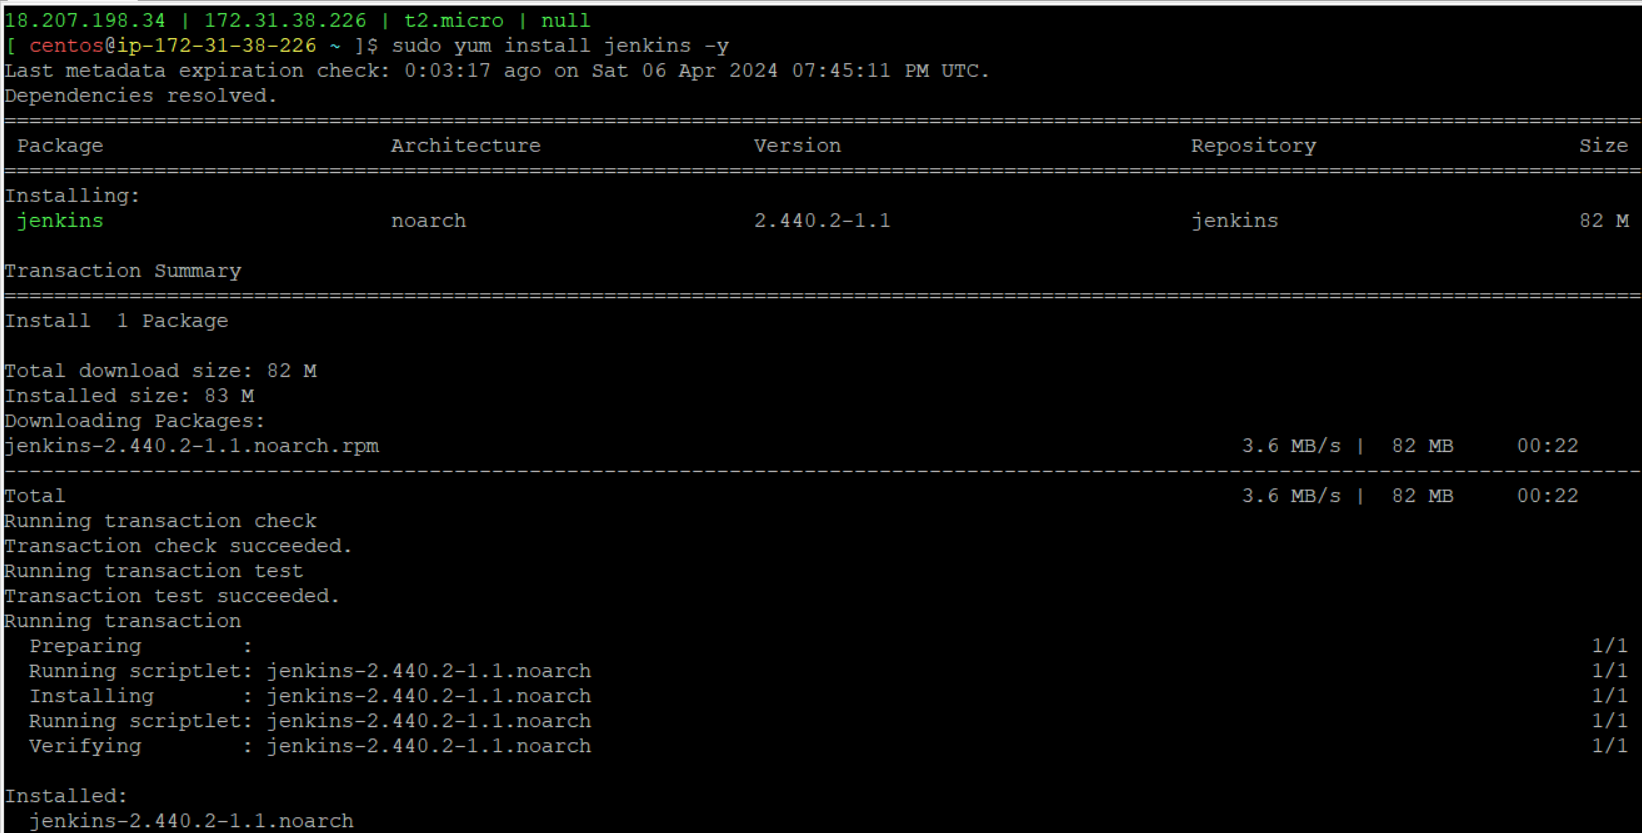 18.207.198.34 | 172.31.38.226 | t2.micro | null
[ centos@ip-172-31-38-226 ~ ]$ sudo yum install jenkins -y
Last metadata expiration check: 0:03:17 ago on Sat 06 Apr 2024 07:45:11 PM UTC.
Dependencies resolved.
Package Architecture Version Repository Size
Installing:
jenkins noarch 2.440.2-1.1 jenkins 82 M
Transaction Summary
Install 1 Package
Total download size: 82 M
Installed size: 83 M
Downloading Packages:
jenkins-2.440.2-1.1.noarch.rpm 3.6 MB/s | 82 MB 00:22
Total 3.6 MB/s | 82 MB 00:22
Running transaction check
Transaction check succeeded.
Running transaction test
Transaction test succeeded.
Running transaction
Preparing : 1/1
Running scriptlet: jenkins-2.440.2-1.1.noarch 1/1
Installing : jenkins-2.440.2-1.1.noarch 1/1
Running scriptlet: jenkins-2.440.2-1.1.noarch 1/1
Verifying : jenkins-2.440.2-1.1.noarch 1/1
Installed:
jenkins-2.440.2-1.1.noarch